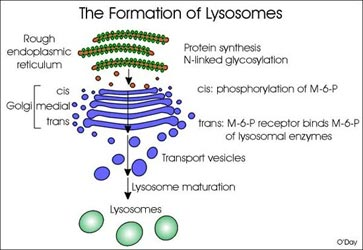 The Formation of Lysosomes
Rough
endoplasmic
reticulum
Protein synthesis
N-linked glycosylation
cis
Golgi medial
trans
cis: phosphorylation of M-6-P
trans: M-6-P receptor binds M-6-P
of lysosomal enzymes
Transport vesicles
Lysosome maturation
Lysosomes
O'Day